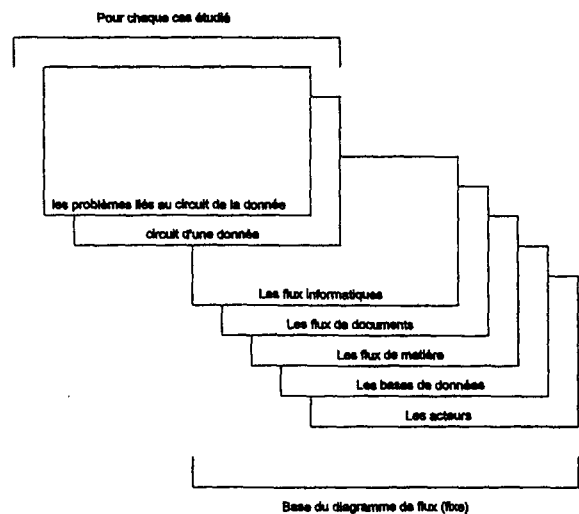 Pour chaque cas étudié
les problèmes liés au circuit de la donnée
circuit d'une donnée
Les flux informatiques
Les flux de documents
Les flux de matière
Les bases de données
Les acteurs
Base du diagramme de flux (fixe)